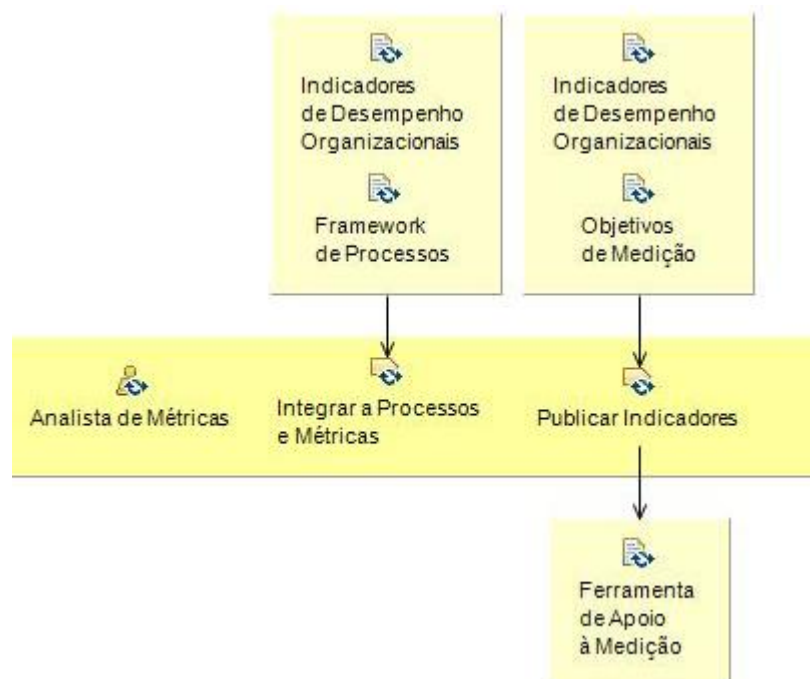 Indicadores
de Desempenho
Organizacionais
Framework
de Processos
Indicadores
de Desempenho
Organizacionais
Objetivos
de Medição
Analista de Métricas
Integrar a Processos
e Métricas
Publicar Indicadores
Ferramenta
de Apoio
à Medição